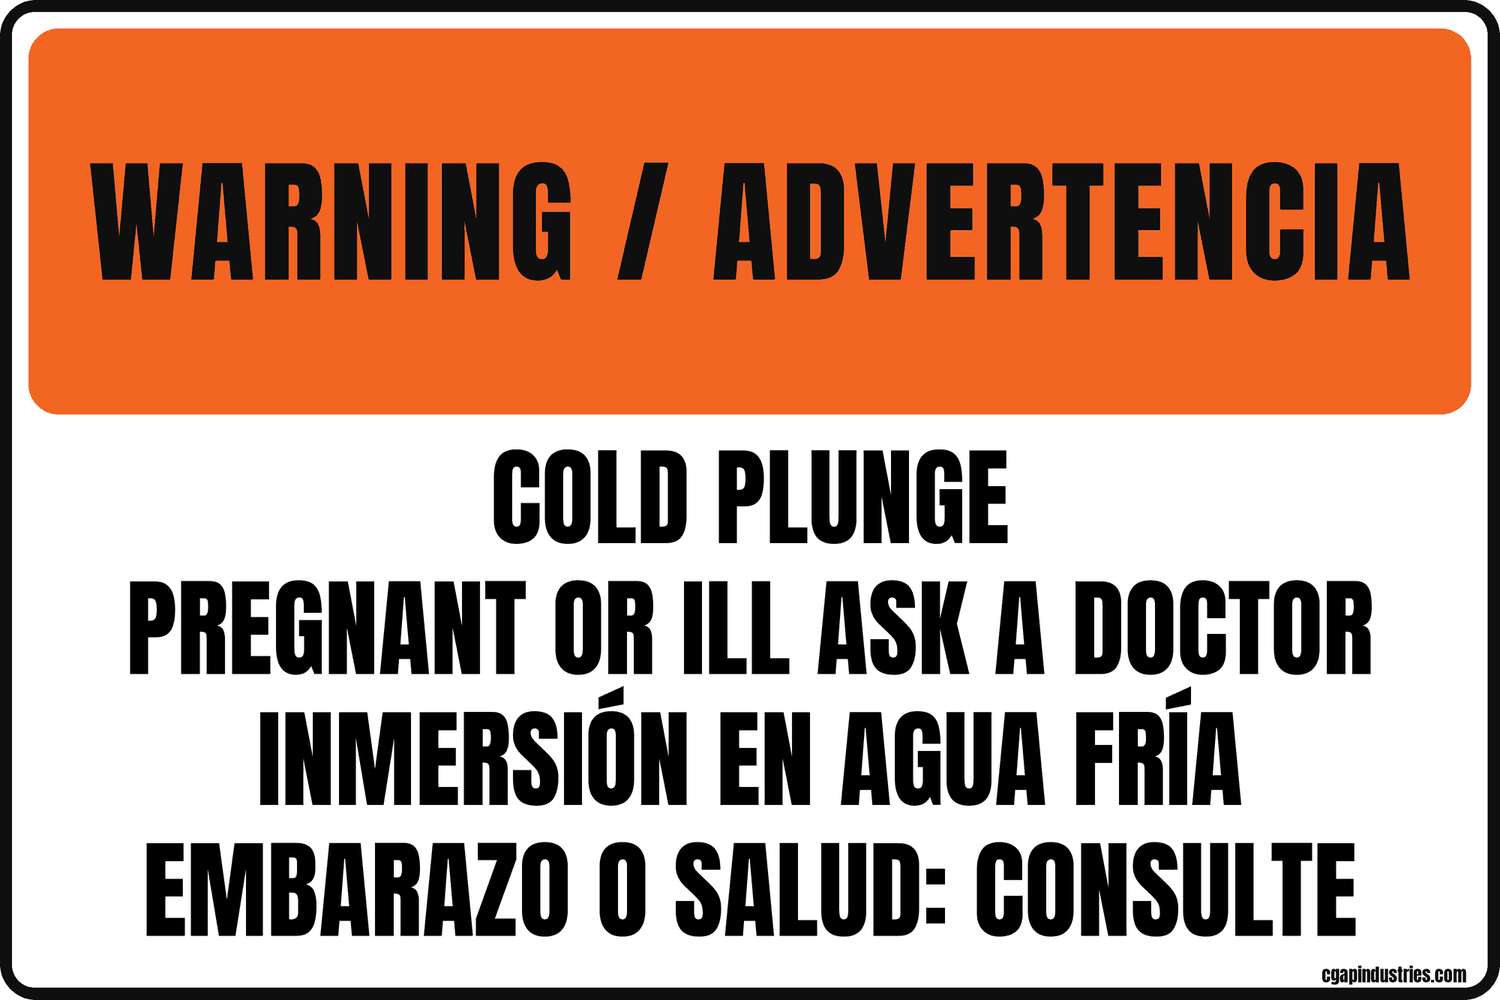 WARNING / ADVERTENCIA
COLD PLUNGE
PREGNANT OR ILL ASK A DOCTOR
INMERSIÓN EN AGUA FRÍA
EMBARAZO O SALUD: CONSULTE
cgapindustries.com